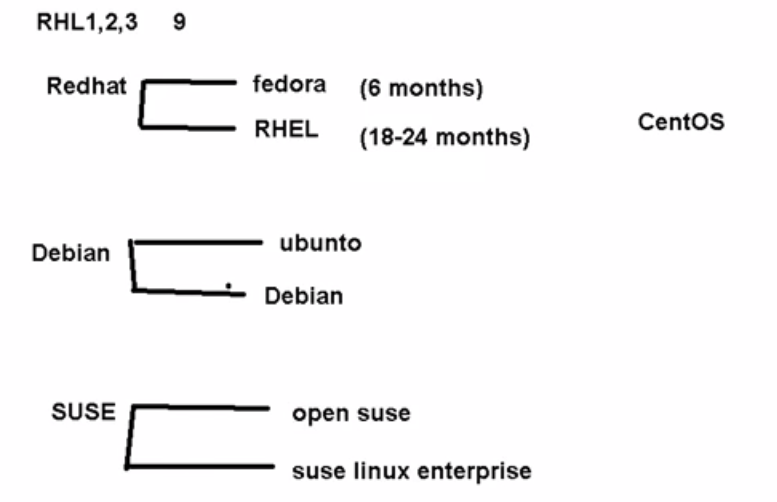 RHL1,2,3 9
Redhat fedora (6 months)
RHEL (18-24 months) CentOS
Debian ubunto
Debian
SUSE open suse
suse linux enterprise